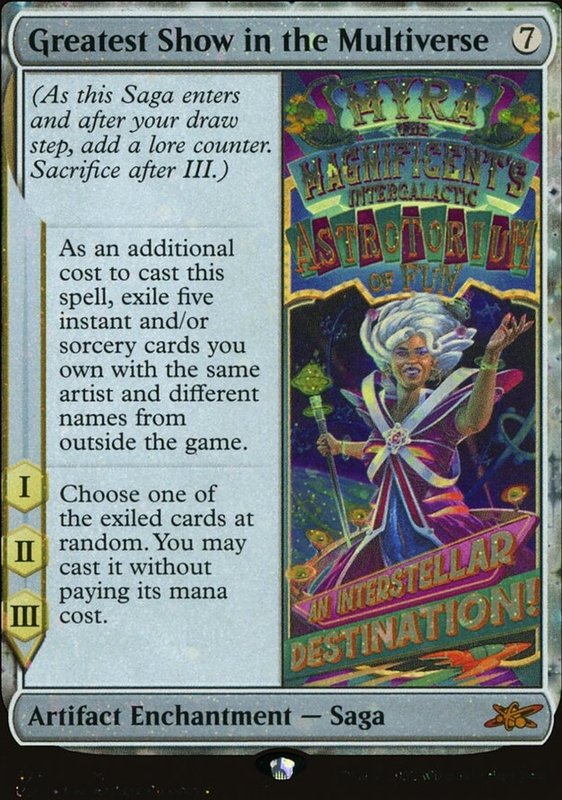 Greatest Show in the Multiverse 7
(As this Saga enters
and after your draw
step, add a lore counter.
Sacrifice after III.)
As an additional
cost to cast this
spell, exile five
instant and/or
sorcery cards you
own with the same
artist and different
names from
outside the game.
I
II
III
Choose one of
the exiled cards at
random. You may
cast it without
paying its mana
cost.
MYRA
THE
MAGNIFICENT'S
INTERGALACTIC
ASTROTORIUM
OF FUN
AN INTERSTELLAR
DESTINATION!
Artifact Enchantment — Saga